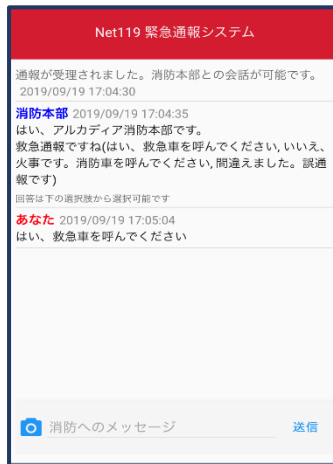 Net119 緊急通報システム
通報が受理されました。消防本部との会話が可能です。
2019/09/19 17:04:30
消防本部 2019/09/19 17:04:35
はい、アルカディア消防本部です。
救急通報ですね(はい、救急車を呼んでください, いいえ、
火事です。消防車を呼んでください, 間違えました。誤通
報です)
回答は下の選択肢から選択可能です
あなた 2019/09/19 17:05:04
はい、救急車を呼んでください
消防へのメッセージ
送信